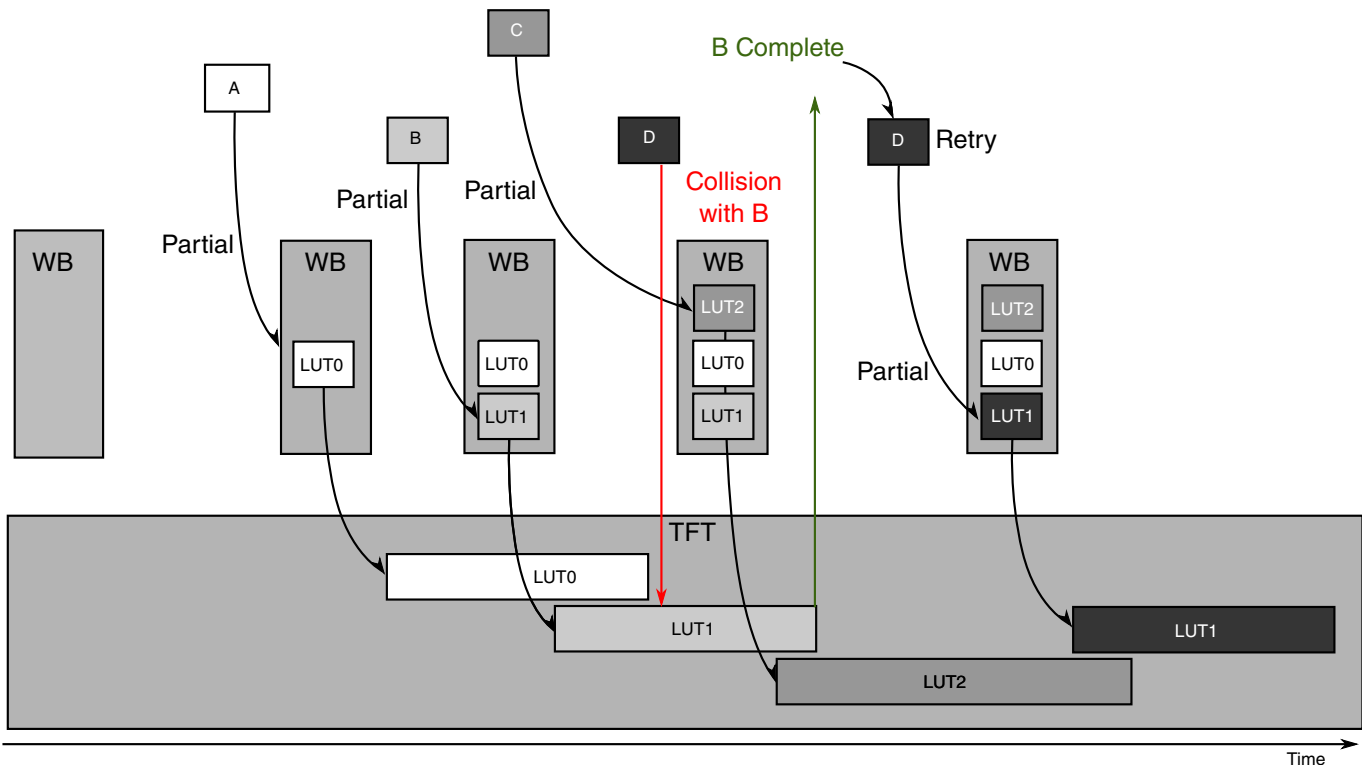 C
B Complete
A
B
D
D
Retry
Partial
Partial
Collision
with B
Partial
WB
WB
WB
WB
WB
LUT2
LUT2
LUT0
LUT0
LUT0
LUT0
Partial
LUT1
LUT1
LUT1
TFT
LUT0
LUT1
LUT1
LUT2
Time